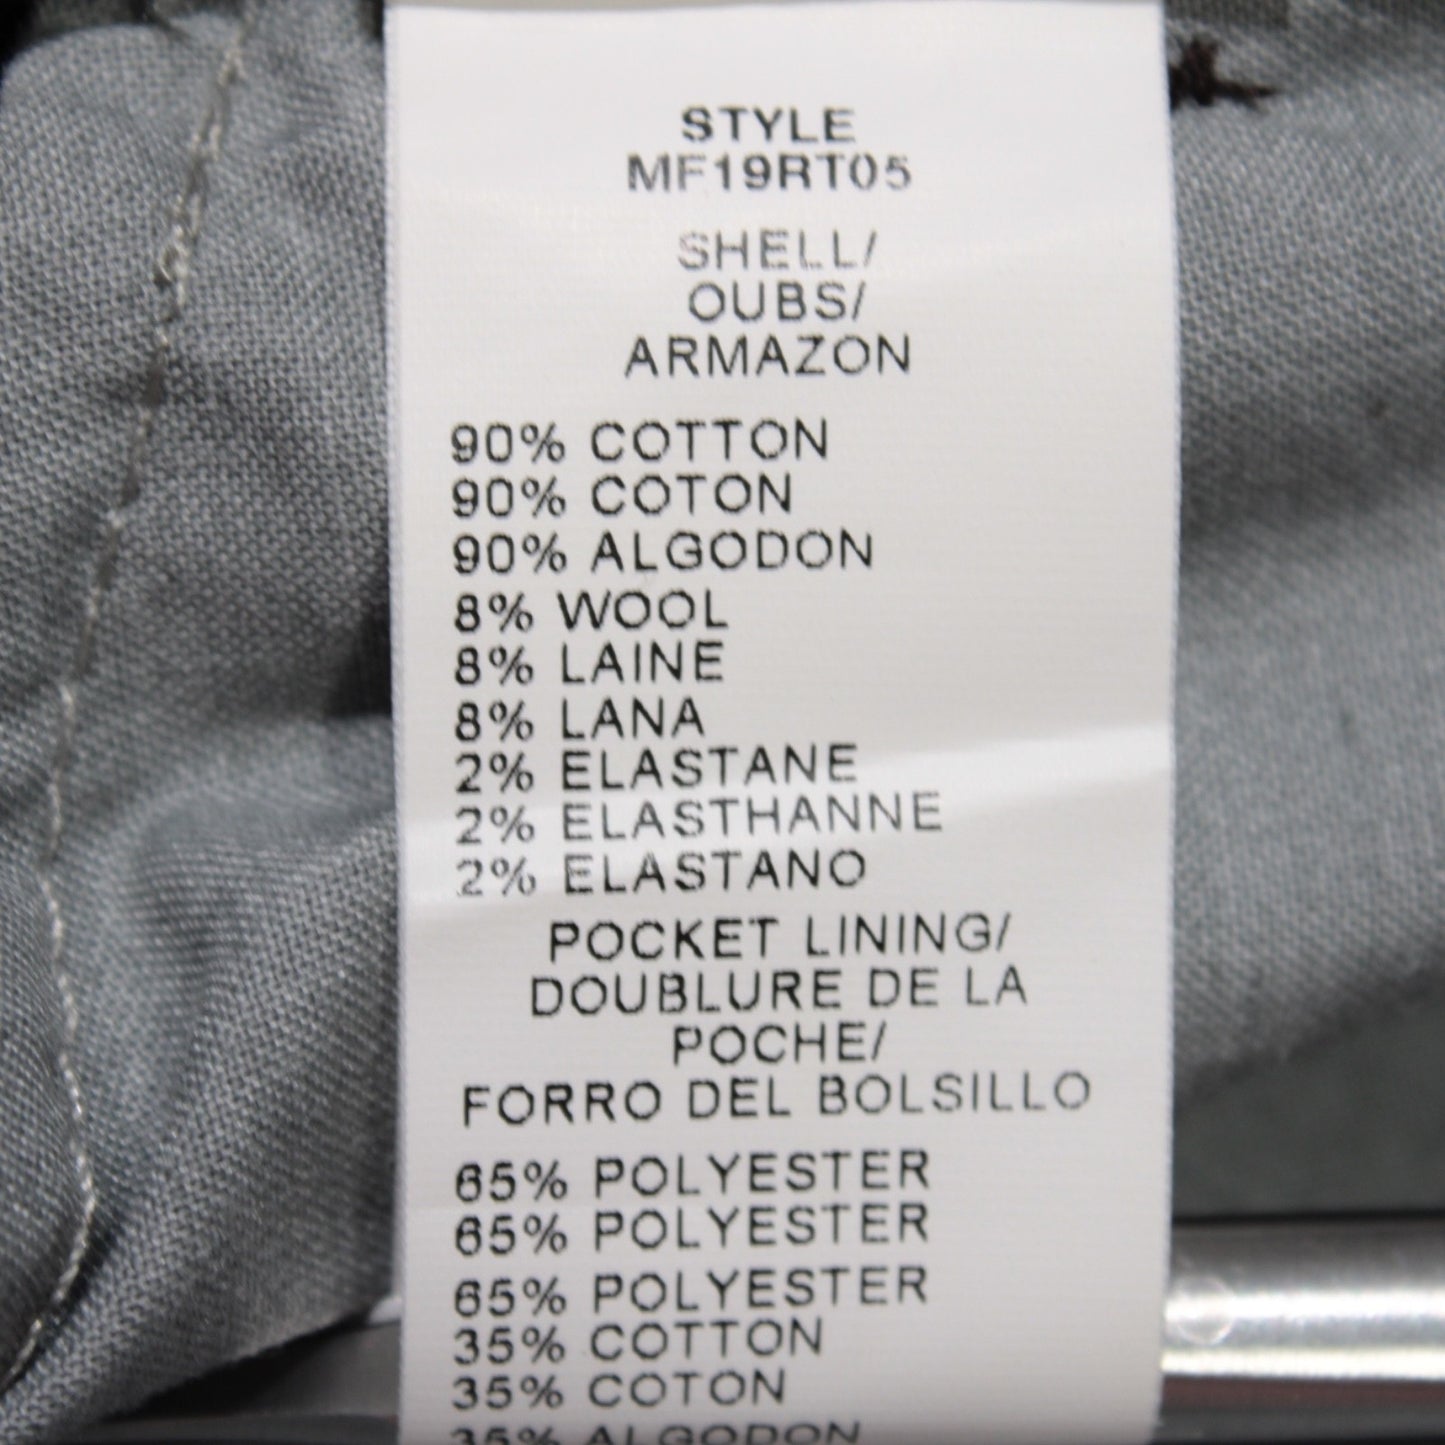 STYLE
MF19RT05
SHELL/
OUBS/
ARMAZON
90% COTTON
90% COTON
90% ALGODON
8% WOOL
8% LAINE
8% LANA
2% ELASTANE
2% ELASTHANNE
2% ELASTANO
POCKET LINING/
DOUBLURE DE LA
POCHE/
FORRO DEL BOLSILLO
65% POLYESTER
65% POLYESTER
65% POLYESTER
35% COTTON
35% COTON
35% ALGODON